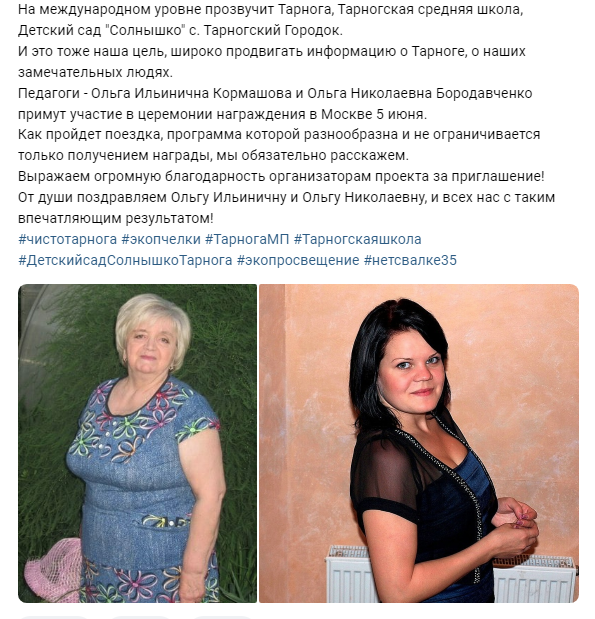 На международном уровне прозвучит Тарнога, Тарногская средняя школа,
Детский сад "Солнышко" с. Тарногский Городок.
И это тоже наша цель, широко продвигать информацию о Тарноге, о наших
замечательных людях.
Педагоги - Ольга Ильинична Кормашова и Ольга Николаевна Бородавченко
примут участие в церемонии награждения в Москве 5 июня.
Как пройдет поездка, программа которой разнообразна и не ограничивается
только получением награды, мы обязательно расскажем.
Выражаем огромную благодарность организаторам проекта за приглашение!
От души поздравляем Ольгу Ильиничну и Ольгу Николаевну, и всех нас с таким
впечатляющим результатом!
#чистотарнога #экопчелки #ТарногаМП #Тарногскаяшкола
#ДетскийсадСолнышкоТарнога #экопросвещение #нетсвалке35